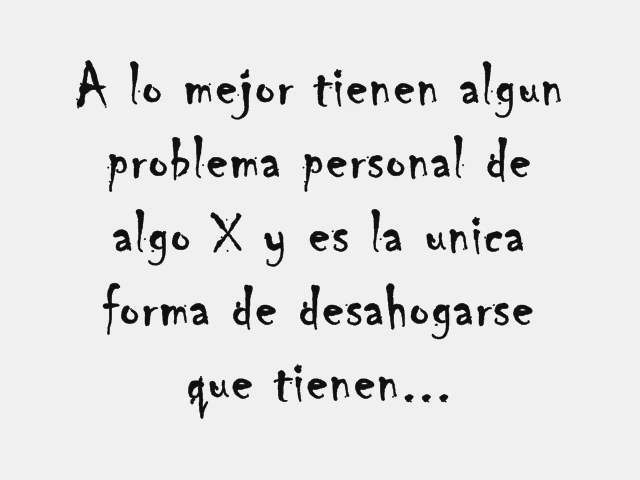 A lo mejor tienen algun
problema personal de
algo X y es la unica
forma de desahogarse
que tienen...